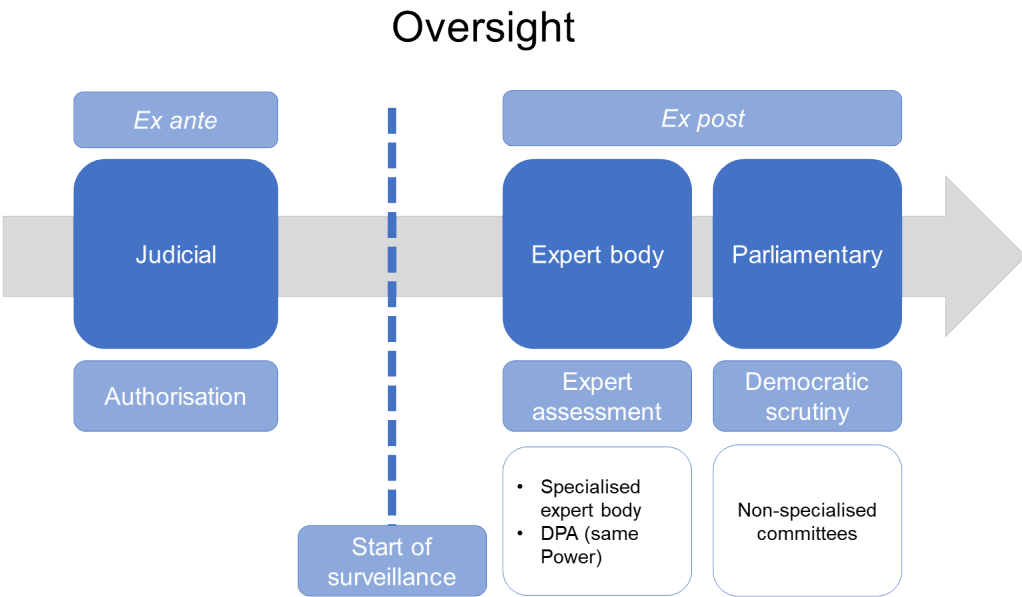 Oversight
Ex ante
Ex post
Judicial
Expert body
Parliamentary
Authorisation
Expert
assessment
Democratic
scrutiny
• Specialised
expert body
• DPA (same
Power)
Non-specialised
committees
Start of
surveillance